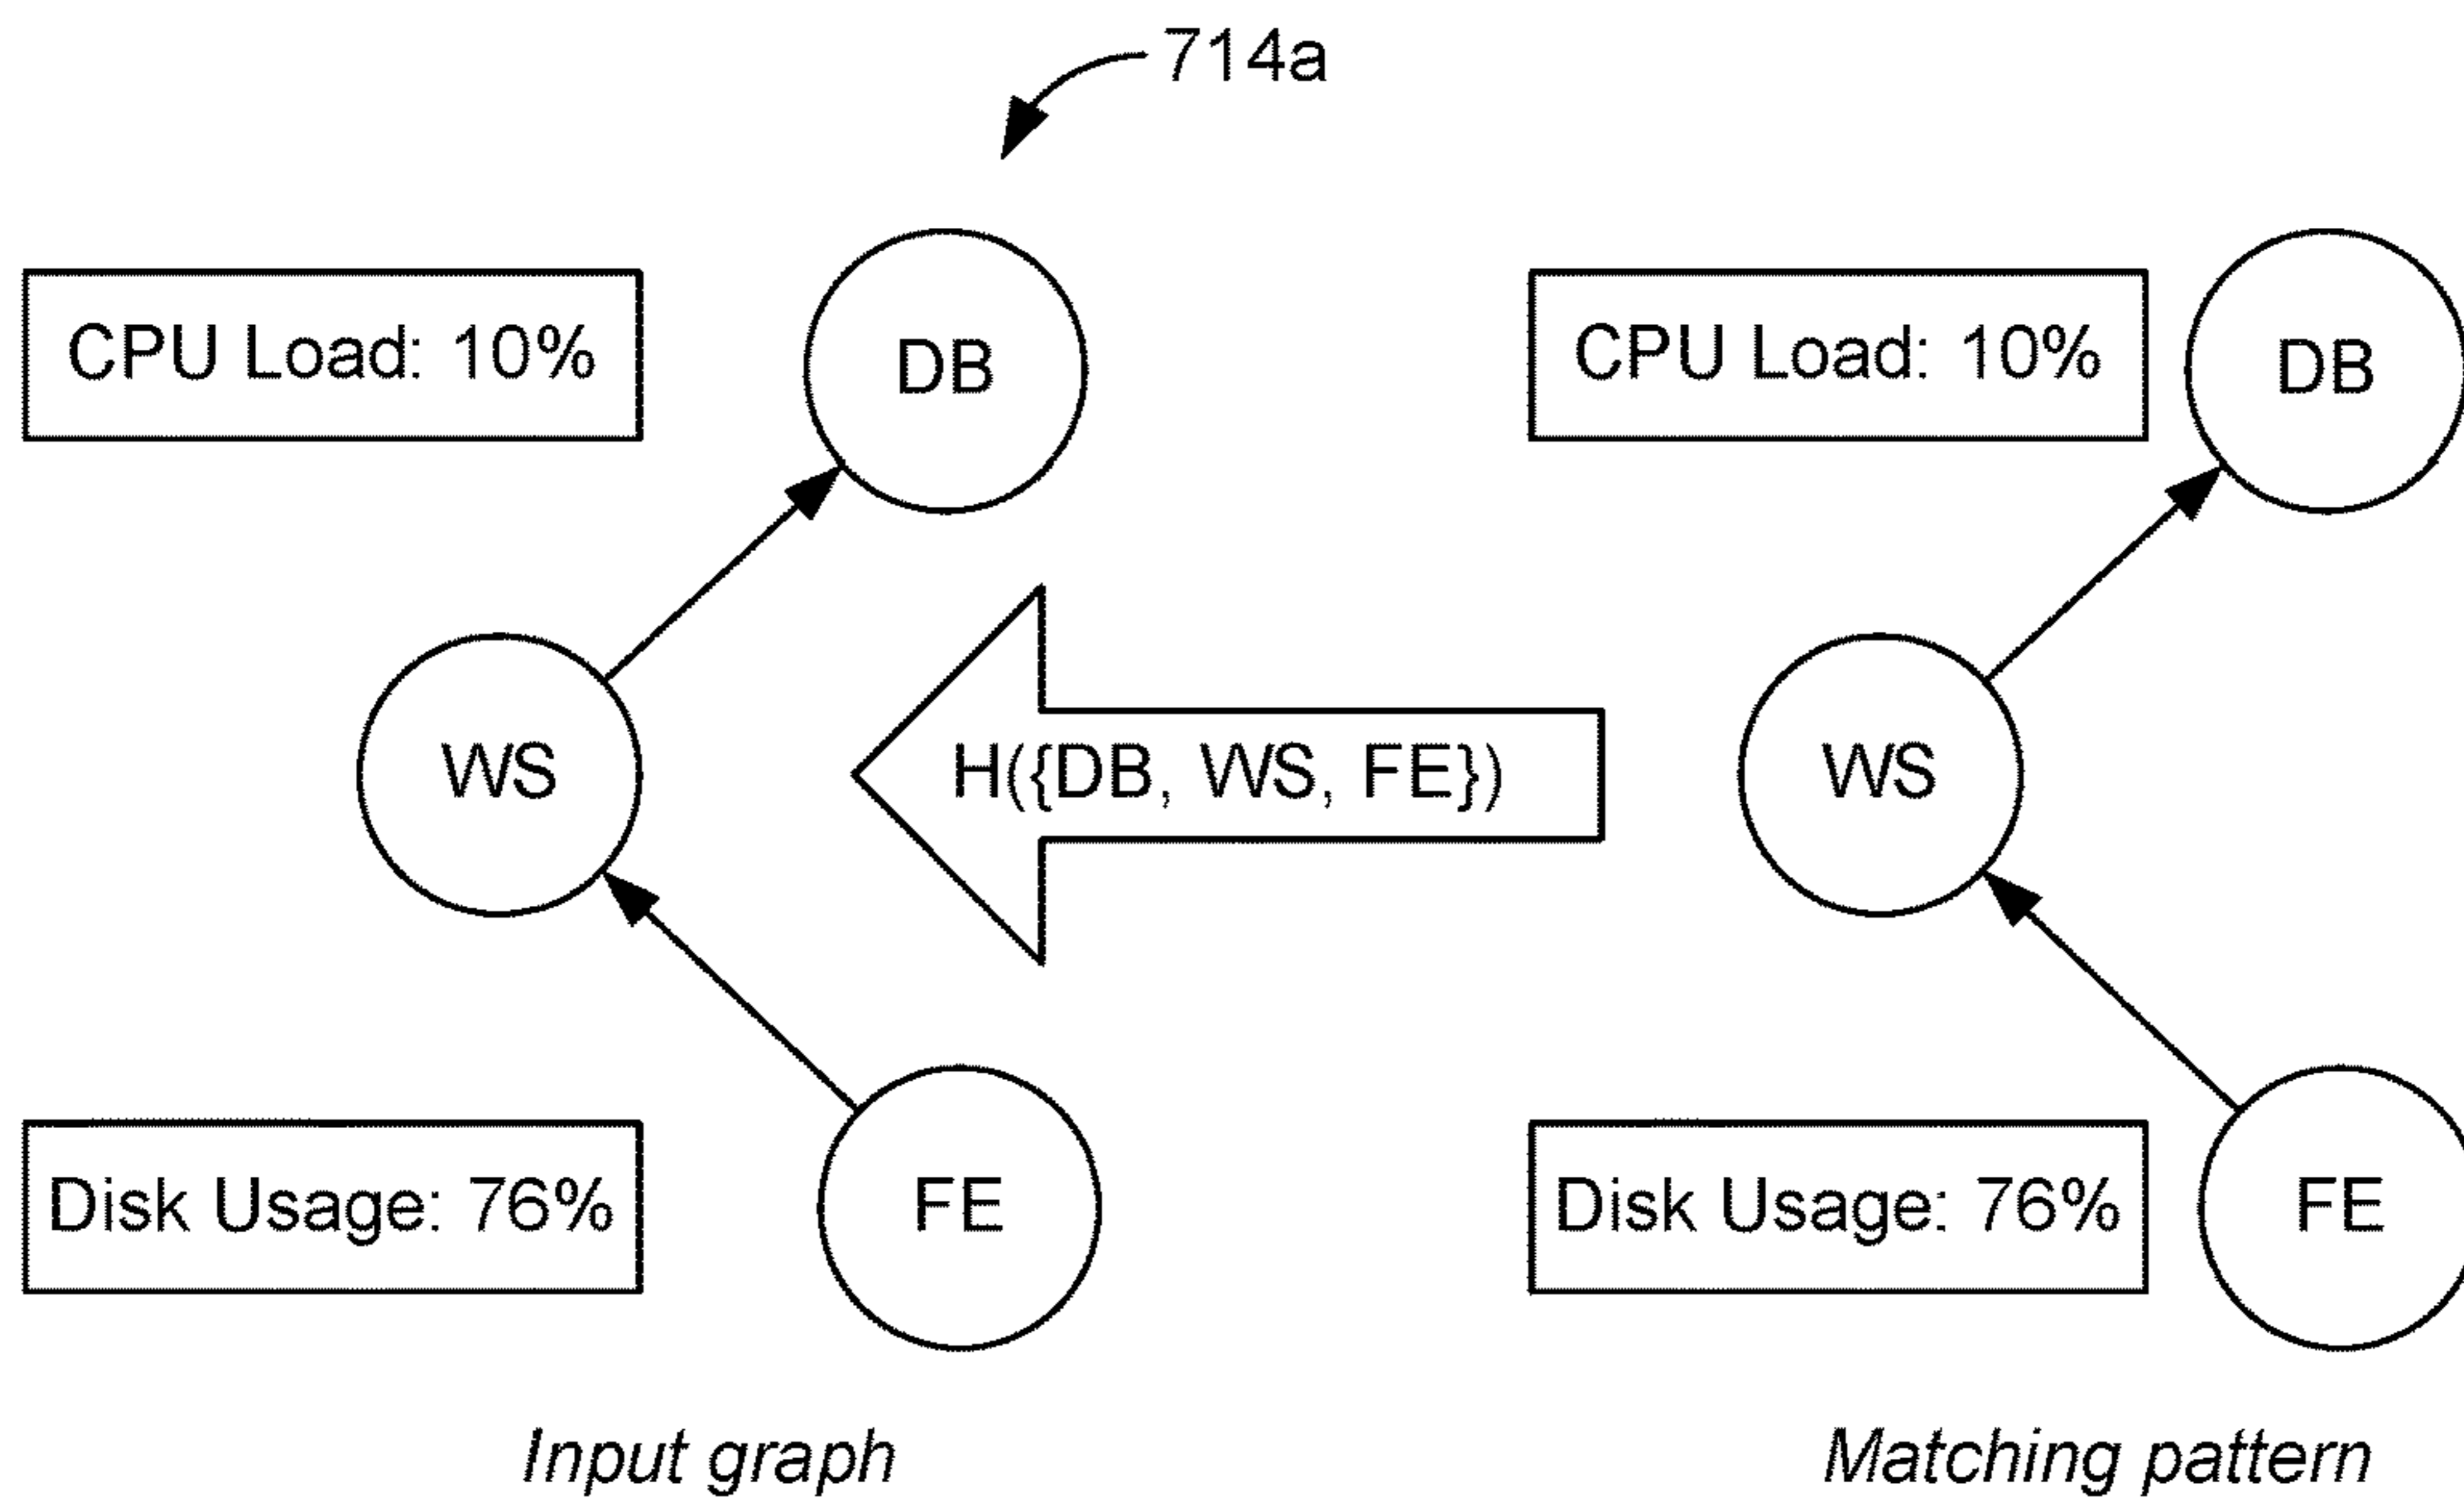 714a
CPU Load: 10%
DB
CPU Load: 10%
DB
WS
H({DB, WS, FE})
WS
Disk Usage: 76%
FE
Disk Usage: 76%
FE
Input graph
Matching pattern